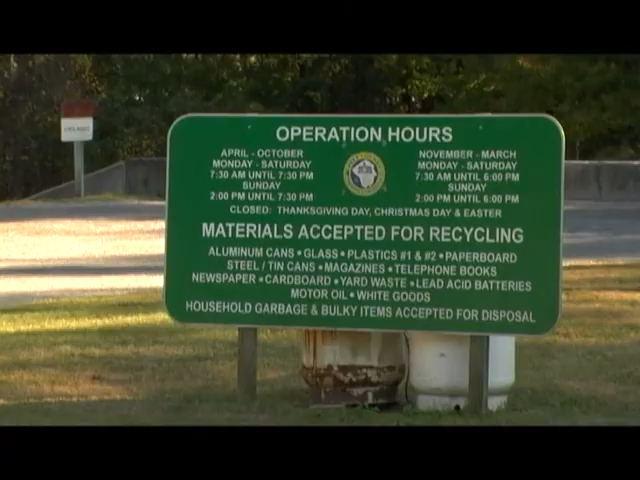 OPERATION HOURS
APRIL - OCTOBER
MONDAY - SATURDAY
7:30 AM UNTIL 7:30 PM
SUNDAY
2:00 PM UNTIL 7:30 PM
NOVEMBER - MARCH
MONDAY - SATURDAY
7:30 AM UNTIL 6:00 PM
SUNDAY
2:00 PM UNTIL 6:00 PM
CLOSED: THANKSGIVING DAY, CHRISTMAS DAY & EASTER
MATERIALS ACCEPTED FOR RECYCLING
ALUMINUM CANS • GLASS • PLASTICS #1 & #2 • PAPERBOARD
STEEL / TIN CANS • MAGAZINES • TELEPHONE BOOKS
NEWSPAPER • CARDBOARD • YARD WASTE • LEAD ACID BATTERIES
MOTOR OIL • WHITE GOODS
HOUSEHOLD GARBAGE & BULKY ITEMS ACCEPTED FOR DISPOSAL